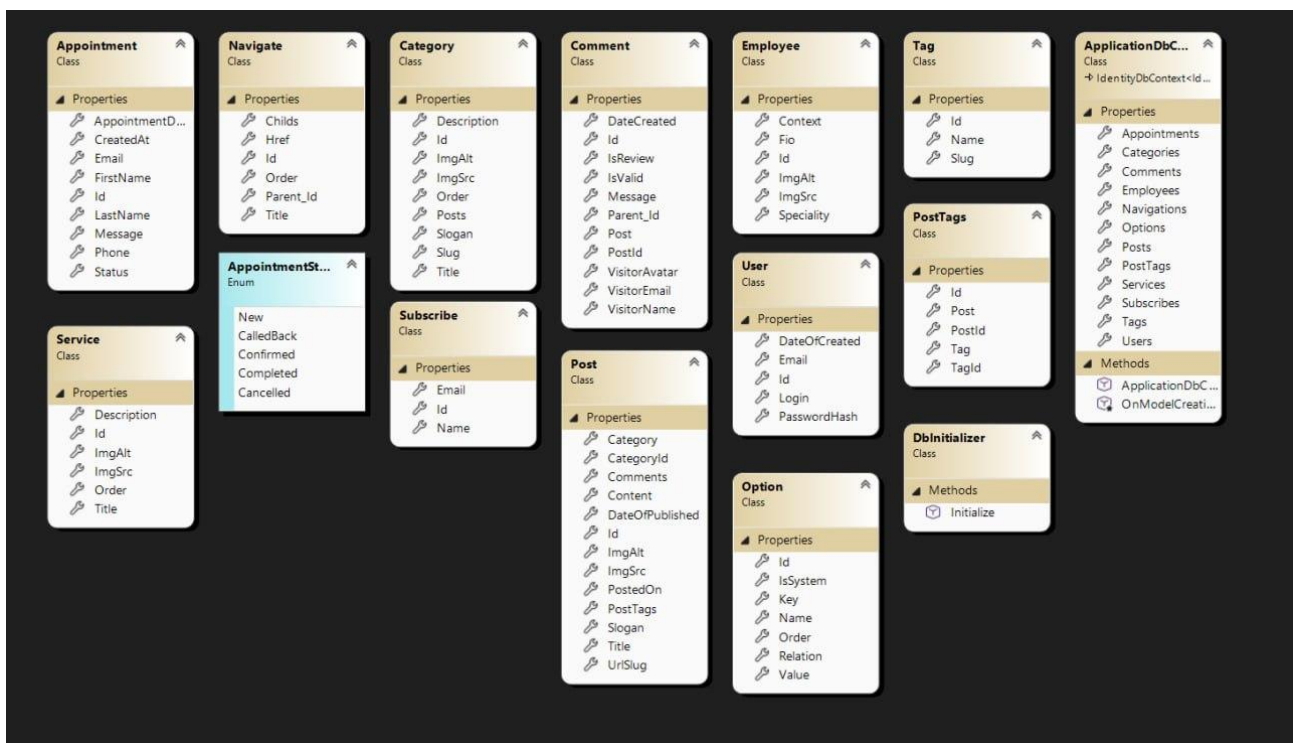 Appointment
Class
Properties
AppointmentD...
CreatedAt
Email
FirstName
Id
LastName
Message
Phone
Status
Service
Class
Properties
Description
Id
ImgAlt
ImgSrc
Order
Title
Navigate
Class
Properties
Childs
Href
Id
Order
Parent_Id
Title
AppointmentSt...
Enum
New
CalledBack
Confirmed
Completed
Cancelled
Category
Class
Properties
Description
Id
ImgAlt
ImgSrc
Order
Posts
Slogan
Slug
Title
Subscribe
Class
Properties
Email
Id
Name
Comment
Class
Properties
DateCreated
Id
IsReview
IsValid
Message
Parent_Id
Post
PostId
VisitorAvatar
VisitorEmail
VisitorName
Post
Class
Properties
Category
CategoryId
Comments
Content
DateOfPublished
Id
ImgAlt
ImgSrc
PostedOn
PostTags
Slogan
Title
UrlSlug
Employee
Class
Properties
Context
Fio
Id
ImgAlt
ImgSrc
Speciality
User
Class
Properties
DateOfCreated
Email
Id
Login
PasswordHash
Option
Class
Properties
Id
IsSystem
Key
Name
Order
Relation
Value
Tag
Class
Properties
Id
Name
Slug
PostTags
Class
Properties
Id
Post
PostId
Tag
TagId
DbInitializer
Class
Methods
Initialize
ApplicationDbC...
Class
IdentityDbContext<Id...
Properties
Appointments
Categories
Comments
Employees
Navigations
Options
Posts
PostTags
Services
Subscribes
Tags
Users
Methods
ApplicationDbC...
OnModelCreati...